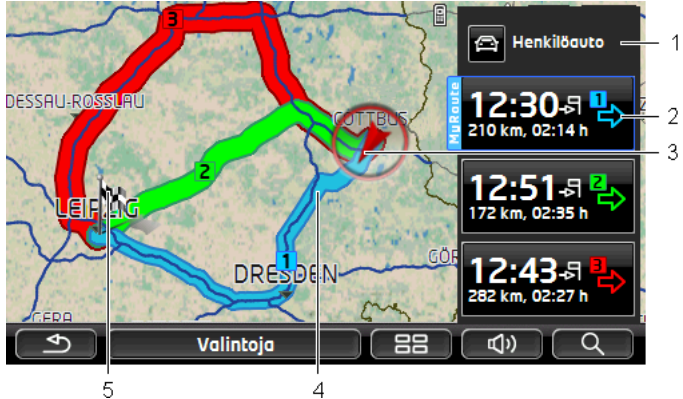 3
Henkilöauto
1
DESSAU-ROSSLAU
COTTBUS
MyRoute
12:30
1
210 km, 02:14 h
2
3
2
12:51
2
172 km, 02:35 h
LEIPZIG
1
DRESDEN
GÖR
12:43
3
282 km, 02:27 h
GERA
Valintoja
5
4